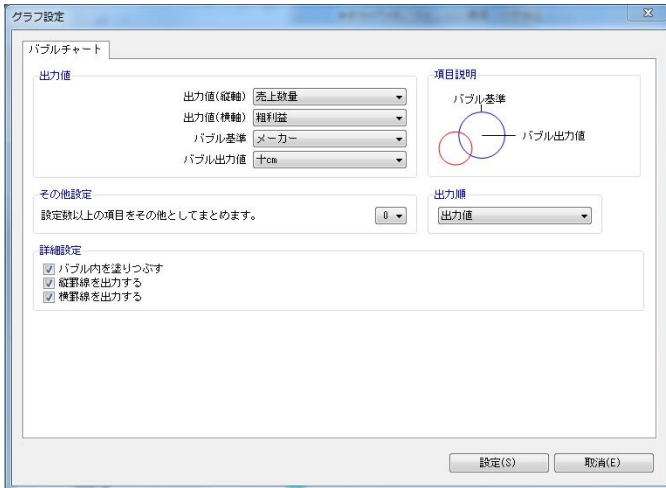 グラフ設定
バブルチャート
出力値
出力値(縦軸) 売上数量
出力値(横軸) 粗利益
バブル基準 メーカー
バブル出力値 十cm
項目説明
バブル基準
バブル出力値
その他設定
設定数以上の項目をその他としてまとめます。 0
出力順
出力値
詳細設定
バブル内を塗りつぶす
縦罫線を出力する
横罫線を出力する
設定(S) 取消(E)